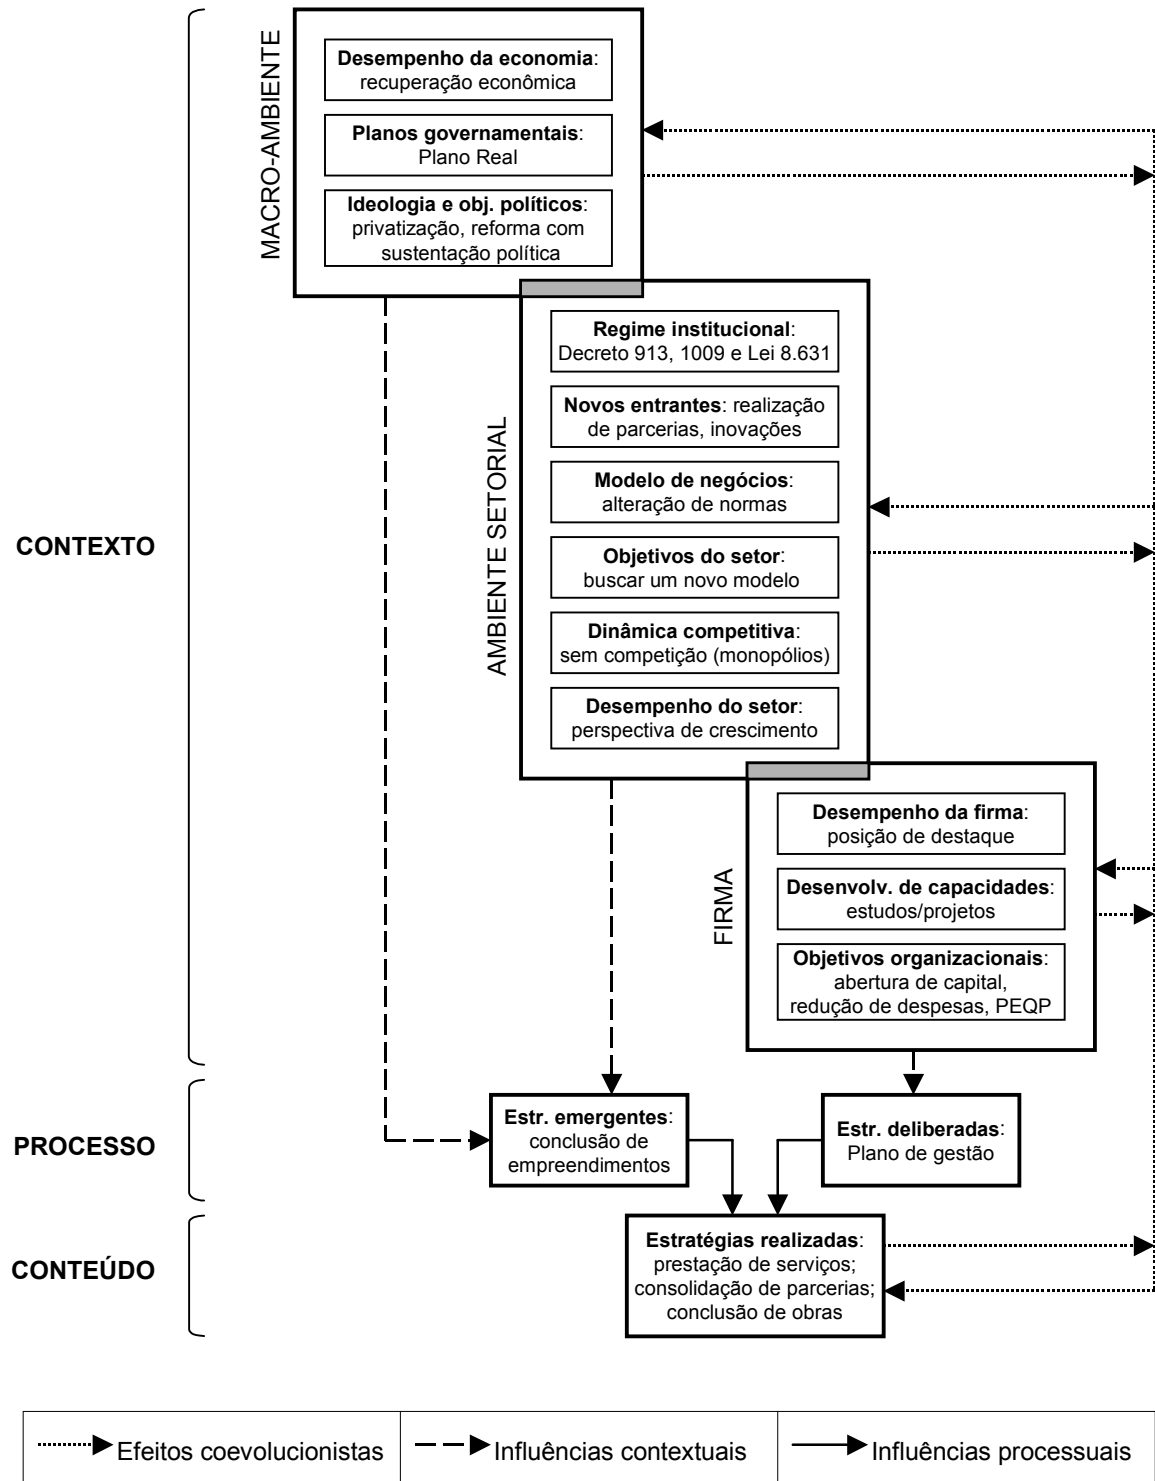 MACRO-AMBIENTE
Desempenho da economia:
recuperação econômica
Planos governamentais:
Plano Real
Ideologia e obj. políticos:
privatização, reforma com
sustentação política
CONTEXTO
AMBIENTE SETORIAL
Regime institucional:
Decreto 913, 1009 e Lei 8.631
Novos entrantes: realização
de parcerias, inovações
Modelo de negócios:
alteração de normas
Objetivos do setor:
buscar um novo modelo
Dinâmica competitiva:
sem competição (monopólios)
Desempenho do setor:
perspectiva de crescimento
FIRMA
Desempenho da firma:
posição de destaque
Desenvolv. de capacidades:
estudos/projetos
Objetivos organizacionais:
abertura de capital,
redução de despesas, PEQP
PROCESSO
Estr. emergentes:
conclusão de
empreendimentos
Estr. deliberadas:
Plano de gestão
CONTEÚDO
Estratégias realizadas:
prestação de serviços;
consolidação de parcerias;
conclusão de obras
Efeitos coevolucionistas
Influências contextuais
Influências processuais